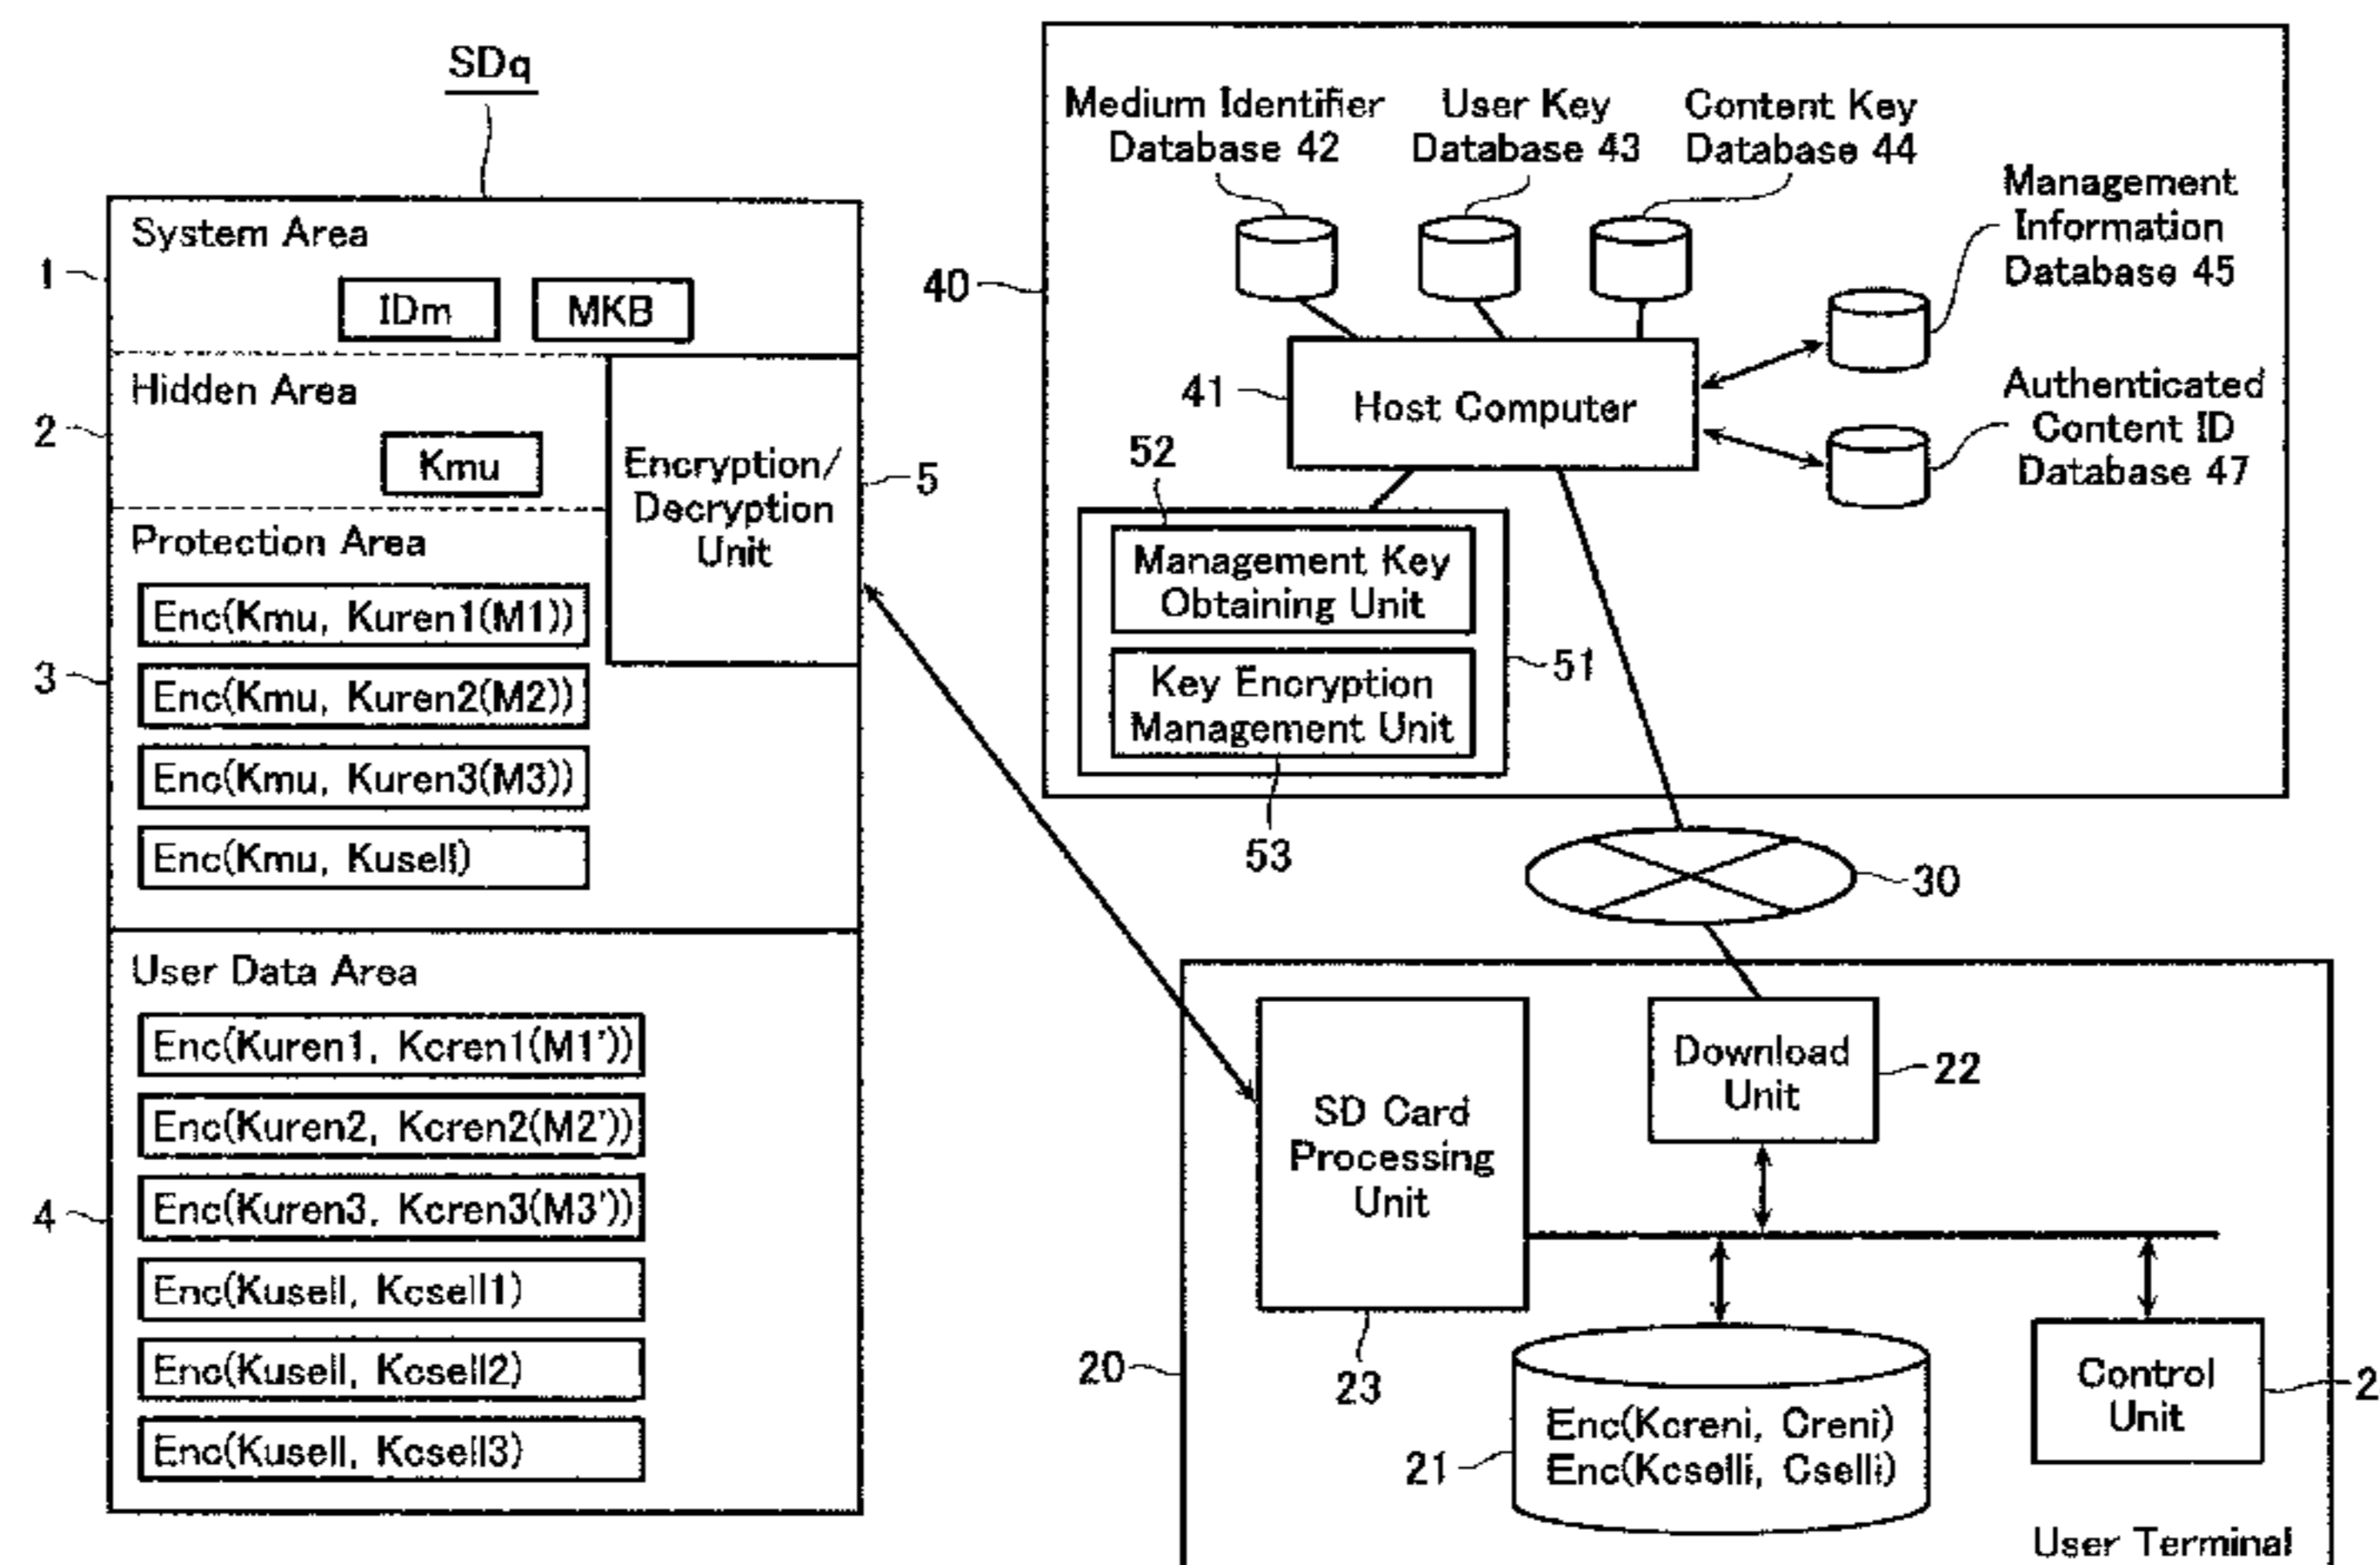 SDq
System Area
1
IDm
MKB
Hidden Area
2
Kmu
Encryption/
Decryption
Unit
5
Protection Area
Enc(Kmu, Kuren1(M1))
3
Enc(Kmu, Kuren2(M2))
Enc(Kmu, Kuren3(M3))
Enc(Kmu, Kusell)
User Data Area
Enc(Kuren1, Kcren1(M1'))
Enc(Kuren2, Kcren2(M2'))
4
Enc(Kuren3, Kcren3(M3'))
Enc(Kusell, Kcsell1)
Enc(Kusell, Kcsell2)
Enc(Kusell, Kcsell3)
40
Medium Identifier
Database 42
User Key
Database 43
Content Key
Database 44
Management
Information
Database 45
41
Host Computer
Authenticated
Content ID
Database 47
52
Management Key
Obtaining Unit
51
Key Encryption
Management Unit
53
30
Download
Unit
22
SD Card
Processing
Unit
23
20
Enc(Kcreni, Creni)
Enc(Kcselli, Cselli)
21
Control
Unit
2
User Terminal